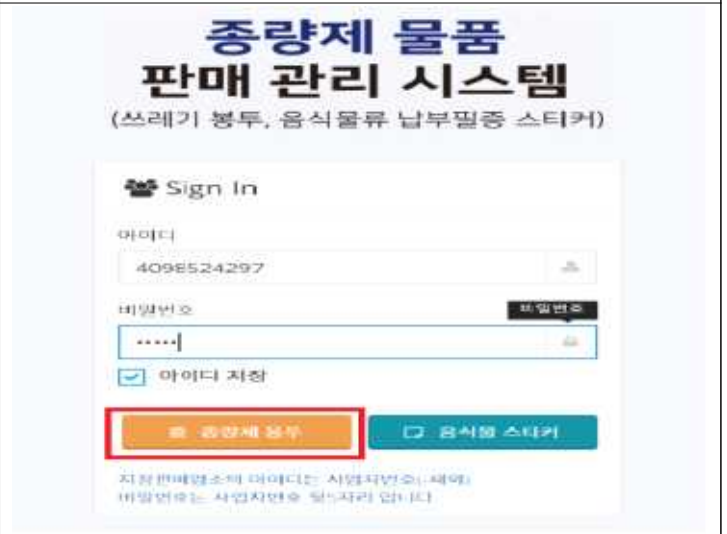 종량제 물품
판매 관리 시스템
(쓰레기 봉투, 음식물류 납부필증 스티커)
Sign In
아이디
4098524297
비밀번호
비밀번호
•••••
아이디 저장
종량제 봉투
음식물 스티커
지정판매업소의 아이디는 사업자번호(-제외)
비밀번호는 사업자번호 뒷5자리 입니다